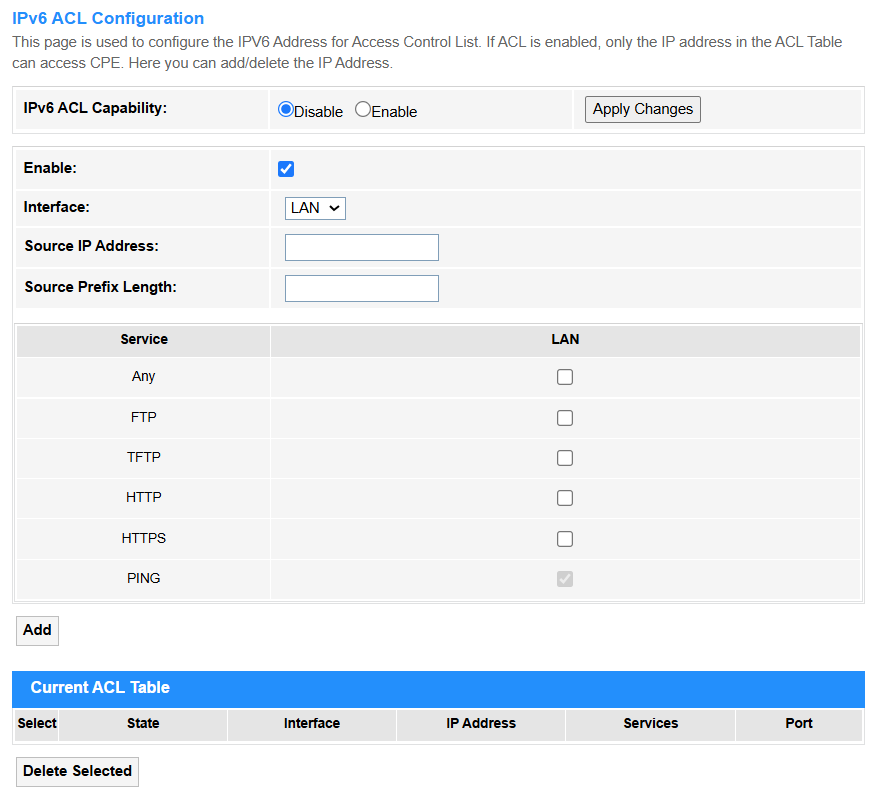 IPv6 ACL Configuration
This page is used to configure the IPV6 Address for Access Control List. If ACL is enabled, only the IP address in the ACL Table
can access CPE. Here you can add/delete the IP Address.
IPv6 ACL Capability: Disable Enable Apply Changes
Enable:
Interface: LAN
Source IP Address:
Source Prefix Length:
Service LAN
Any
FTP
TFTP
HTTP
HTTPS
PING
Add
Current ACL Table
Select State Interface IP Address Services Port
Delete Selected